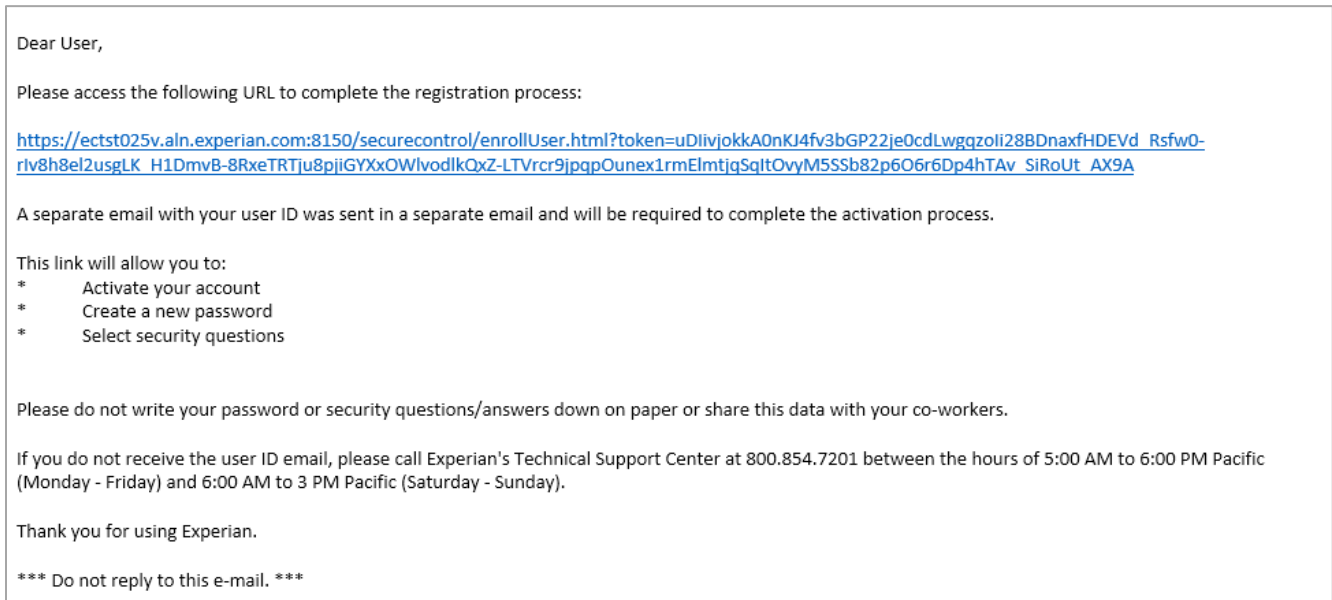 Dear User,
Please access the following URL to complete the registration process:
https://ectst025v.aln.experian.com:8150/securecontrol/enrollUser.html?token=uDIivjokkA0nKJ4fv3bGP22je0cdLwgqzoIi28BDnaxfHDEVd_Rsfw0-
rIv8h8el2usgLK_H1DmvB-8RxeTRTju8pjiGYXxOWlvodlkQxZ-LTVrcr9jpqpOunex1rmElmtjqSqItOvyM5SSb82p6O6r6Dp4hTAv_SiRoUt_AX9A
A separate email with your user ID was sent in a separate email and will be required to complete the activation process.
This link will allow you to:
* Activate your account
* Create a new password
* Select security questions
Please do not write your password or security questions/answers down on paper or share this data with your co-workers.
If you do not receive the user ID email, please call Experian's Technical Support Center at 800.854.7201 between the hours of 5:00 AM to 6:00 PM Pacific
(Monday - Friday) and 6:00 AM to 3 PM Pacific (Saturday - Sunday).
Thank you for using Experian.
*** Do not reply to this e-mail. ***